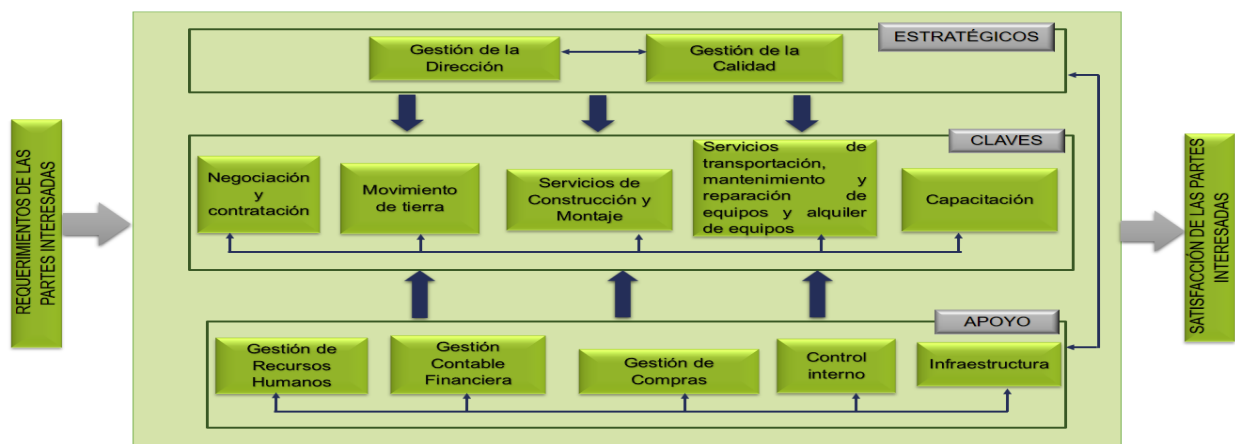 REQUERIMIENTOS DE LAS
PARTES INTERESADAS
ESTRATÉGICOS
Gestión de la
Dirección
Gestión de la
Calidad
CLAVES
Negociación
y
contratación
Movimiento
de tierra
Servicios de
Construcción y
Montaje
Servicios de
transportación,
mantenimiento y
reparación de
equipos y alquiler
de equipos
Capacitación
APOYO
Gestión de
Recursos
Humanos
Gestión
Contable
Financiera
Gestión de
Compras
Control
interno
Infraestructura
SATISFACCIÓN DE LAS PARTES
INTERESADAS